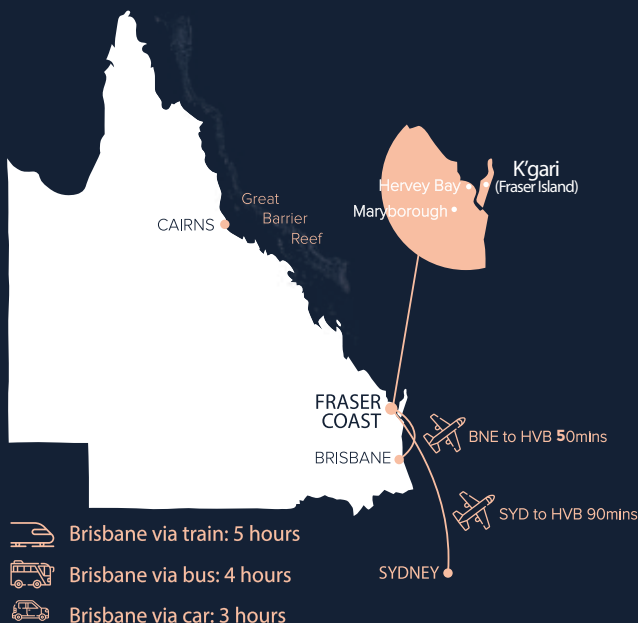 K'gari
(Fraser Island)
Hervey Bay
Maryborough
Great
Barrier
Reef
CAIRNS
FRASER
COAST
BNE to HVB 50mins
BRISBANE
SYD to HVB 90mins
Brisbane via train: 5 hours
SYDNEY
Brisbane via bus: 4 hours
Brisbane via car: 3 hours